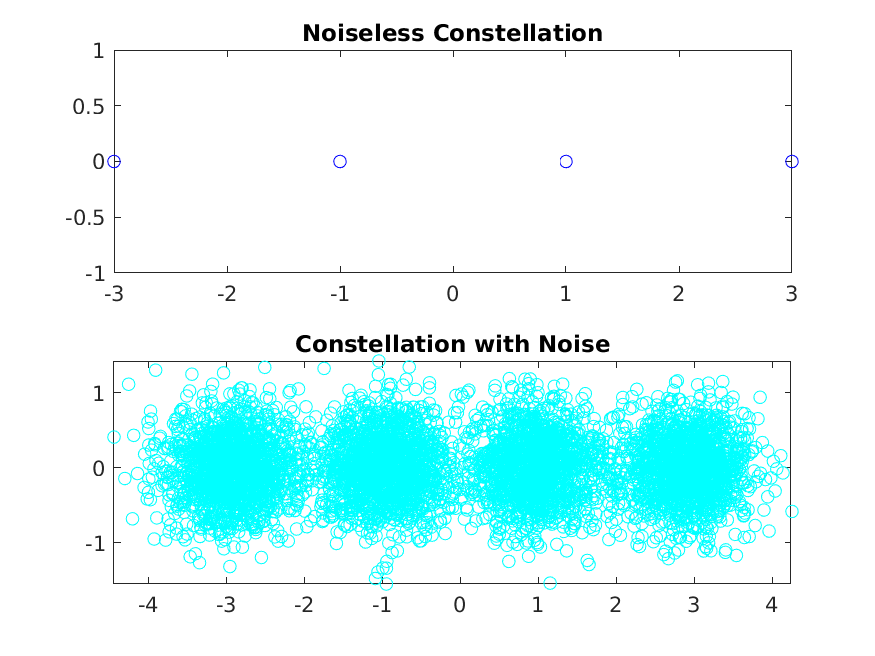 Noiseless Constellation
1
0.5
0
-0.5
-1
-3 -2 -1 0 1 2 3
Constellation with Noise
1
0
-1
-4 -3 -2 -1 0 1 2 3 4